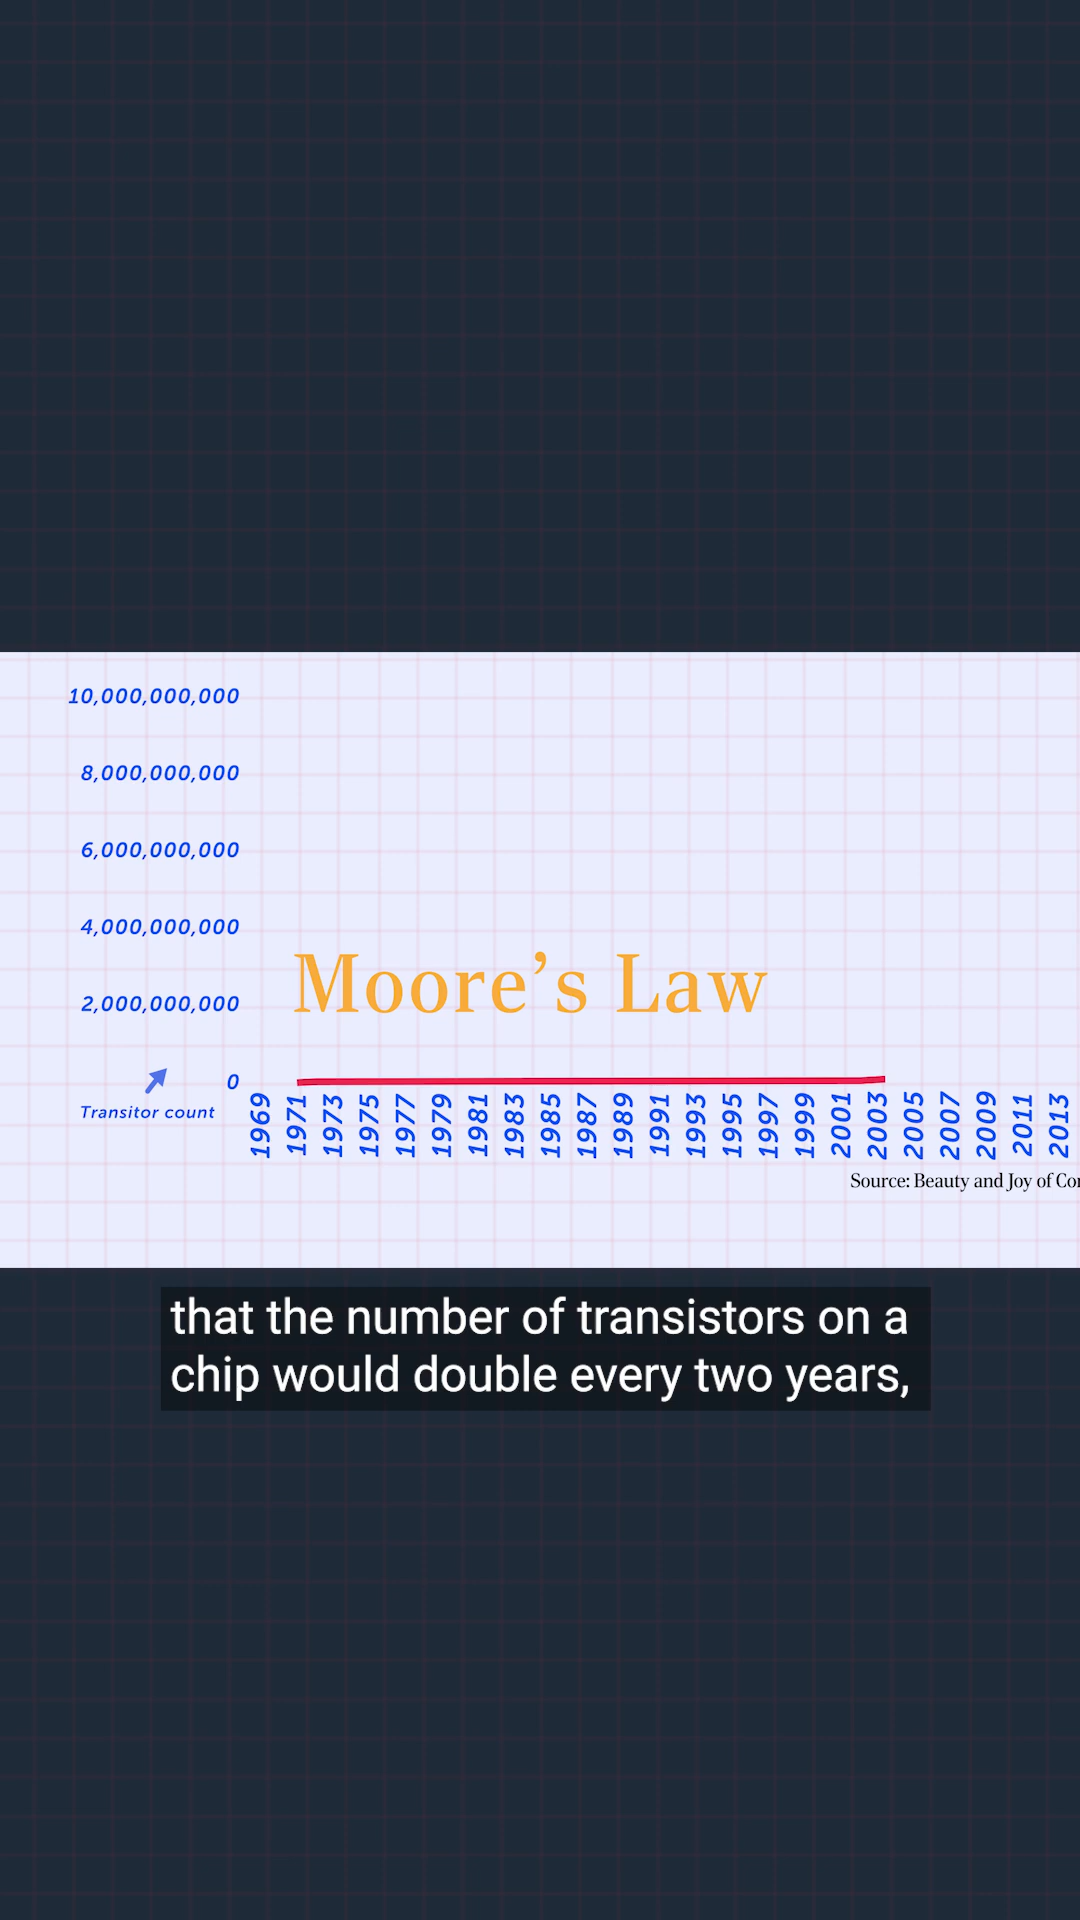 10,000,000,000
8,000,000,000
6,000,000,000
4,000,000,000
Moore’s Law
2,000,000,000
0
Transitor count
1969 1971 1973 1975 1977 1979 1981 1983 1985 1987 1989 1991 1993 1995 1997 1999 2001 2003 2005 2007 2009 2011 2013
Source: Beauty and Joy of
that the number of transistors on a
chip would double every two years,